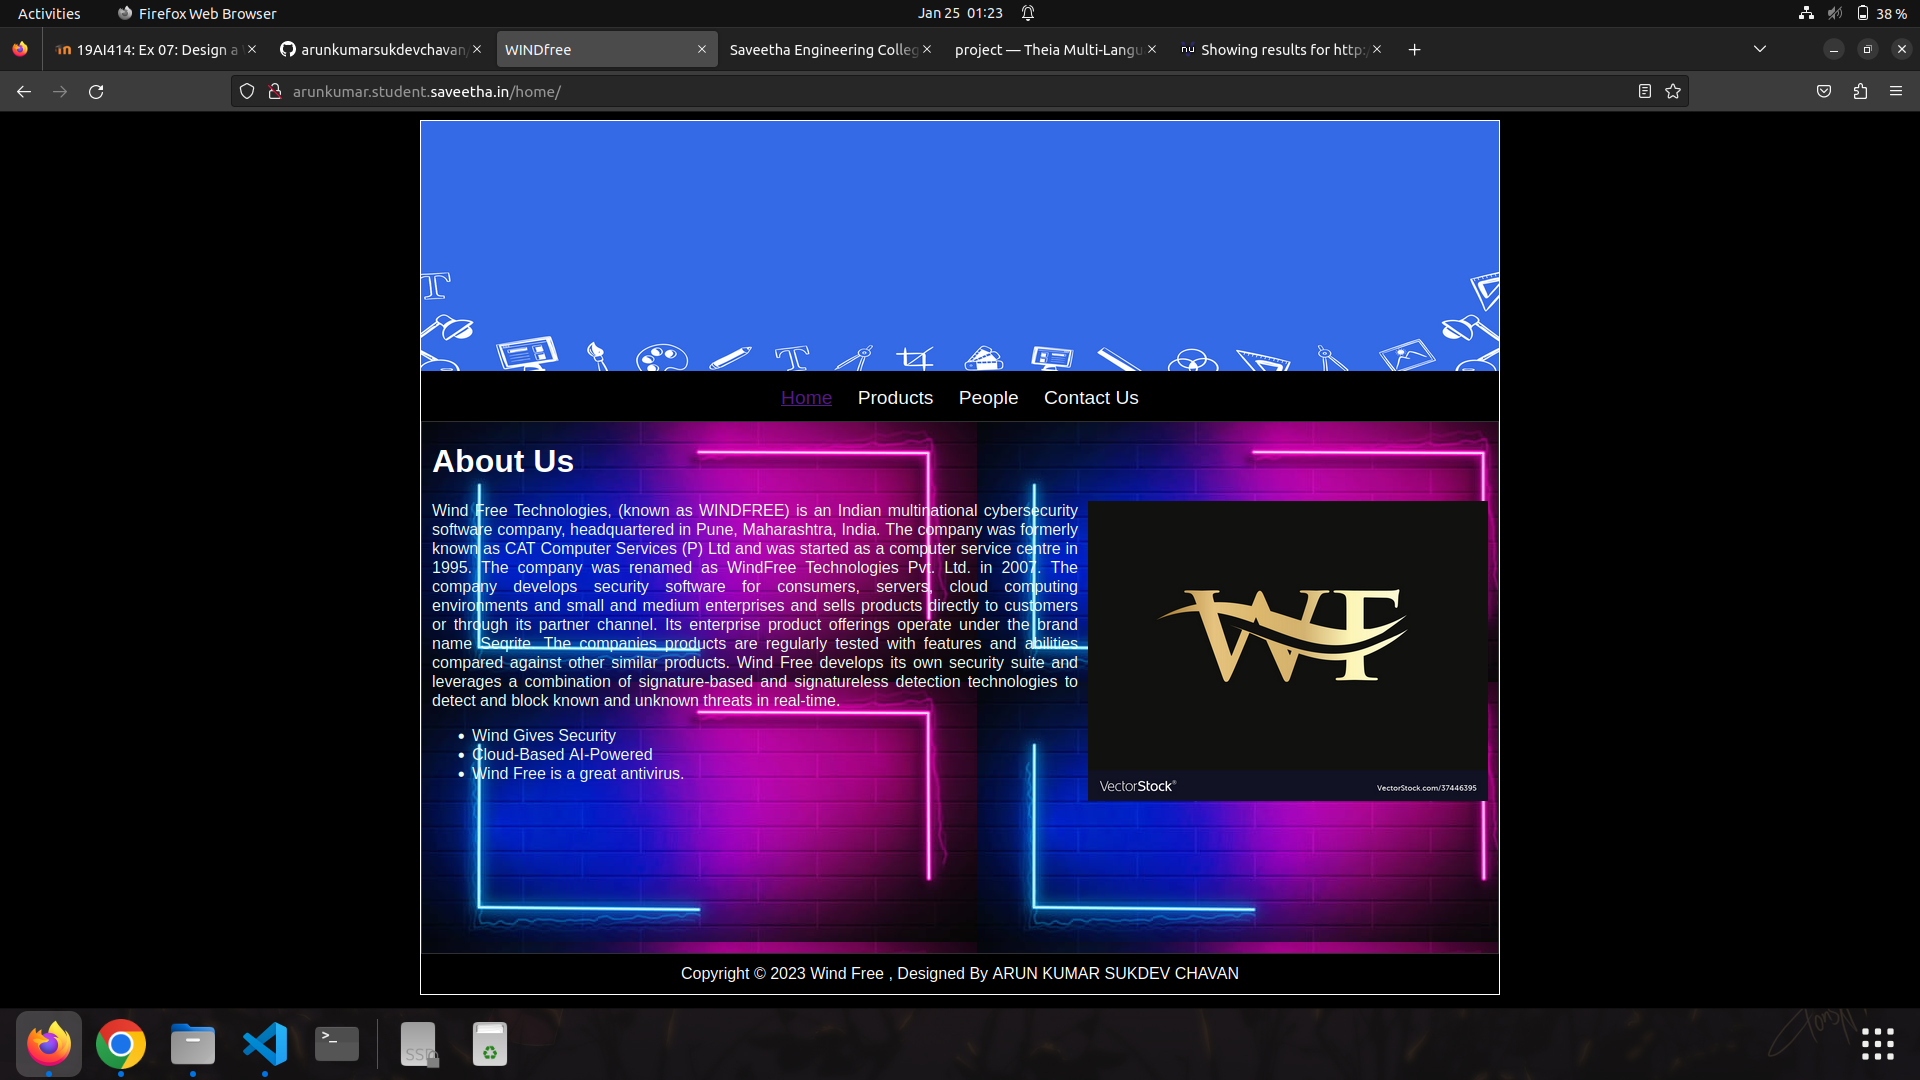 Activities
Firefox Web Browser
Jan 25 01:23
38 %
19AI414: Ex 07: Design a
arunkumarsukdevchavan/
WINDfree
Saveetha Engineering Colleg
project — Theia Multi-Langu
nu Showing results for http:/
arunkumar.student.saveetha.in/home/
T
T
Home Products People Contact Us
About Us
Wind Free Technologies, (known as WINDFREE) is an Indian multinational cybersecurity
software company, headquartered in Pune, Maharashtra, India. The company was formerly
known as CAT Computer Services (P) Ltd and was started as a computer service centre in
1995. The company was renamed as WindFree Technologies Pvt. Ltd. in 2007. The
company develops security software for consumers, servers, cloud computing
environments and small and medium enterprises and sells products directly to customers
or through its partner channel. Its enterprise product offerings operate under the brand
name Seqrite. The companies products are regularly tested with features and abilities
compared against other similar products. Wind Free develops its own security suite and
leverages a combination of signature-based and signatureless detection technologies to
detect and block known and unknown threats in real-time.
WF
VectorStock®
VectorStock.com/37446395
• Wind Gives Security
• Cloud-Based AI-Powered
• Wind Free is a great antivirus.
Copyright © 2023 Wind Free , Designed By ARUN KUMAR SUKDEV CHAVAN
>_
SSD